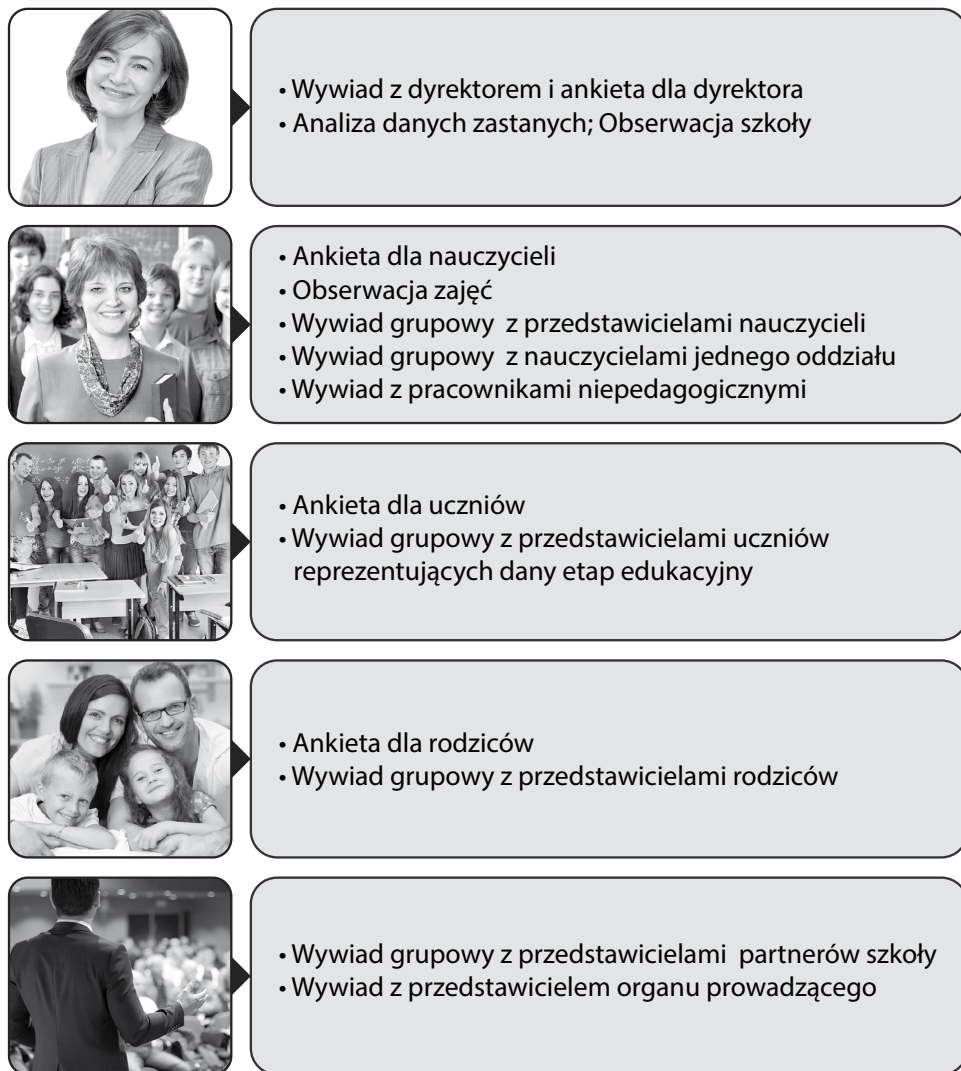 • Wywiad z dyrektorem i ankieta dla dyrektora
• Analiza danych zastanych; Obserwacja szkoły
• Ankieta dla nauczycieli
• Obserwacja zajęć
• Wywiad grupowy z przedstawicielami nauczycieli
• Wywiad grupowy z nauczycielami jednego oddziału
• Wywiad z pracownikami niepedagogicznymi
• Ankieta dla uczniów
• Wywiad grupowy z przedstawicielami uczniów
reprezentujących dany etap edukacyjny
• Ankieta dla rodziców
• Wywiad grupowy z przedstawicielami rodziców
• Wywiad grupowy z przedstawicielami partnerów szkoły
• Wywiad z przedstawicielem organu prowadzącego